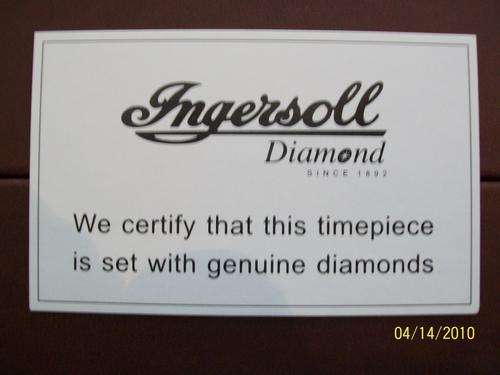 Ingersoll
Diamond
SINCE 1892
We certify that this timepiece
is set with genuine diamonds
04/14/2010